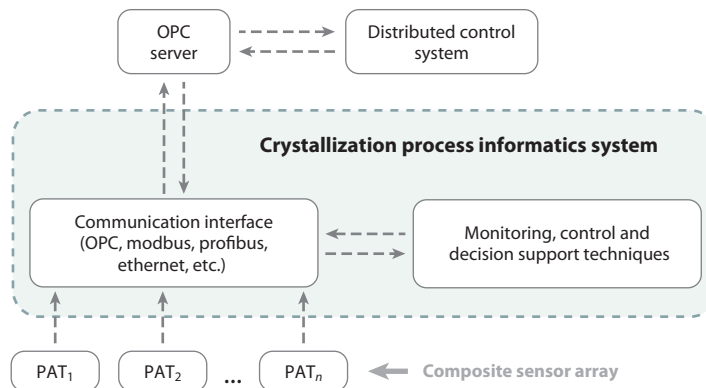 OPC
server
Distributed control
system
Crystallization process informatics system
Communication interface
(OPC, modbus, profibus,
ethernet, etc.)
Monitoring, control and
decision support techniques
PAT₁
PAT₂
...
PATₙ
Composite sensor array